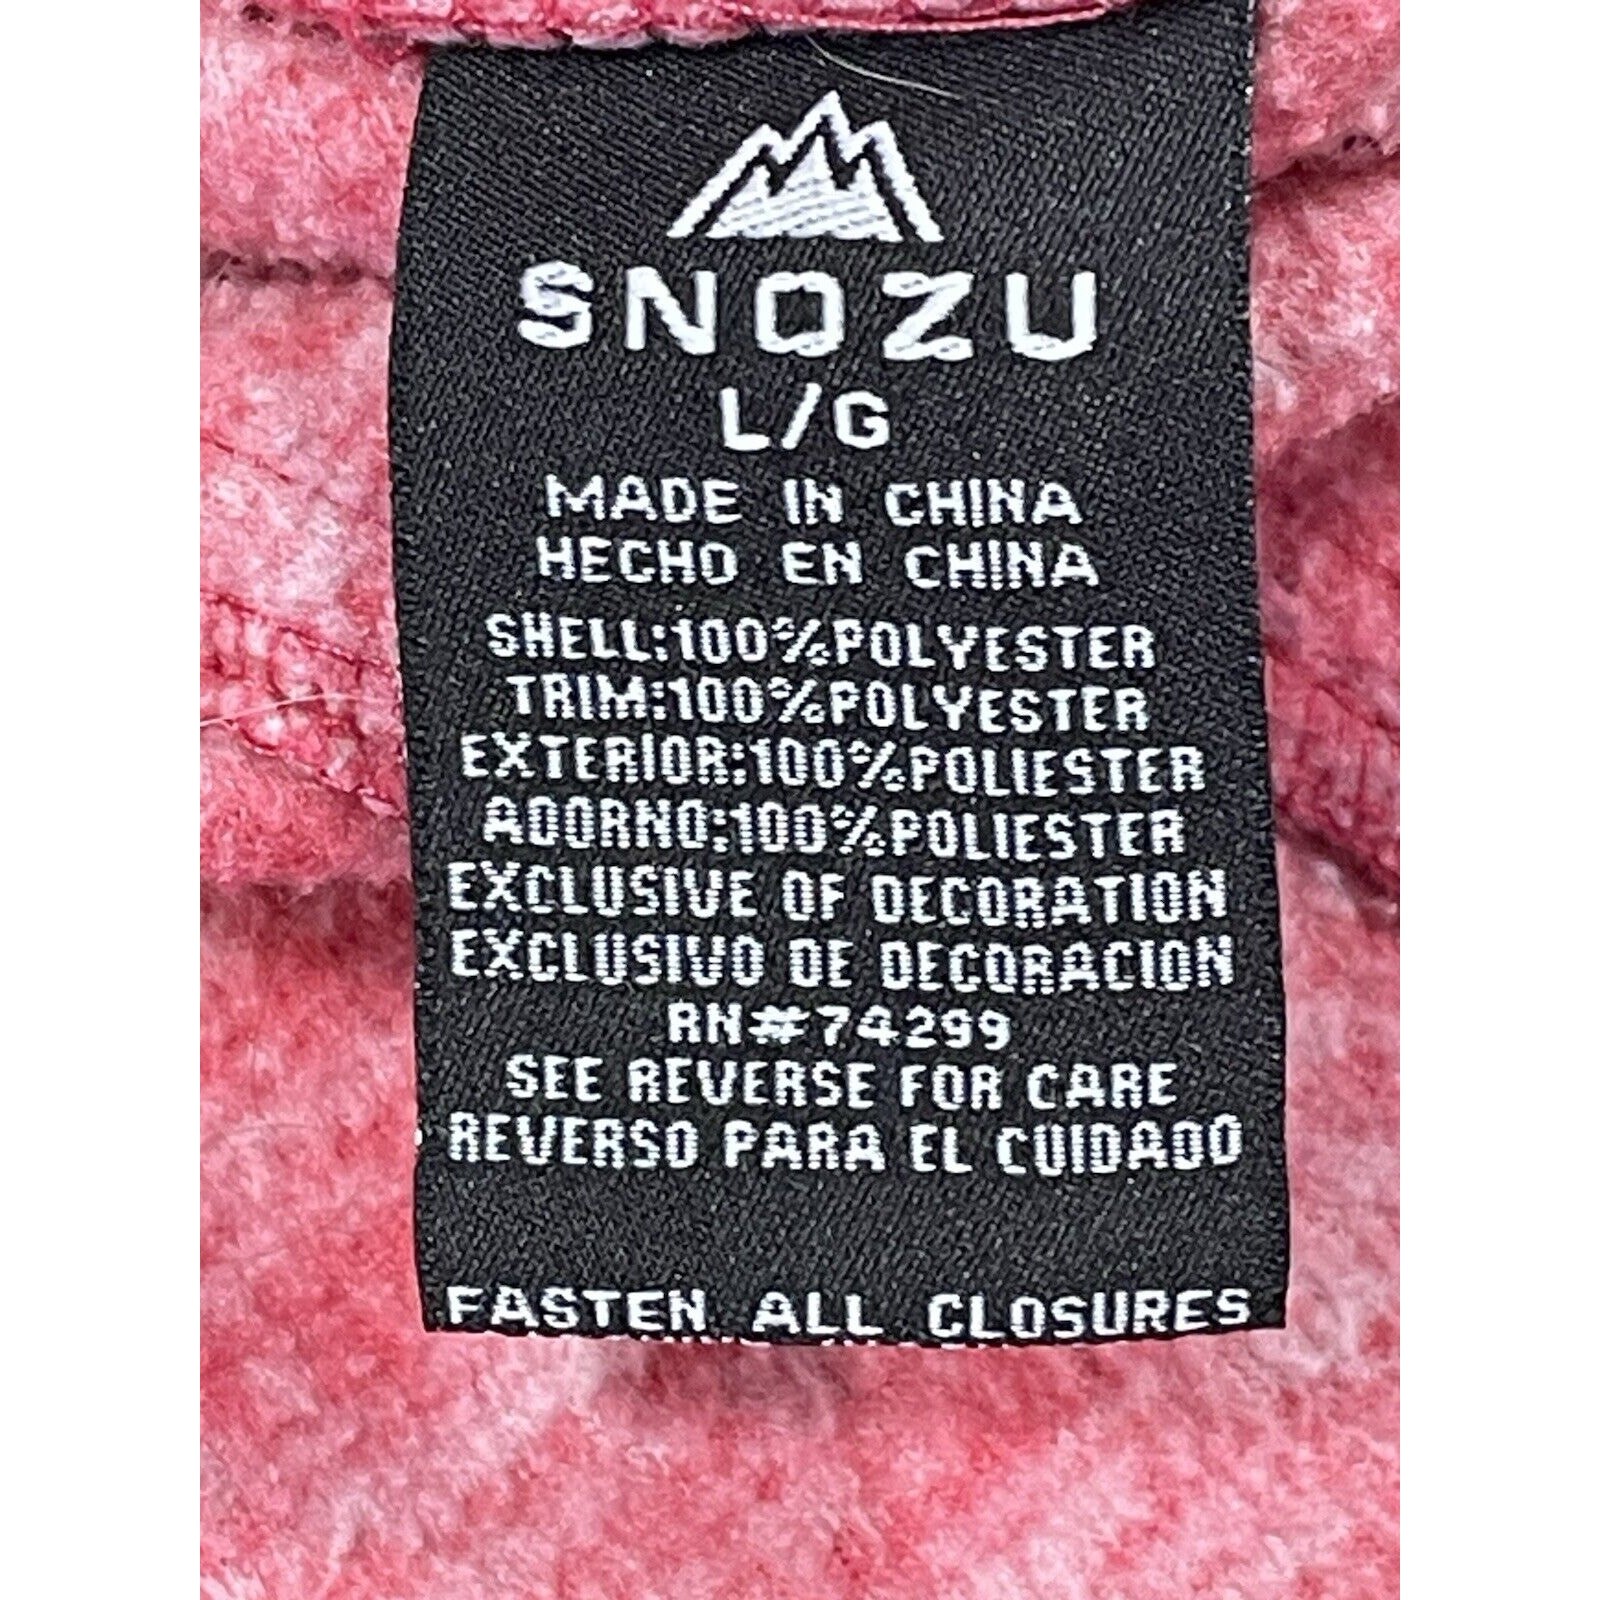 SNOZU
L/G
MADE IN CHINA
HECHO EN CHINA
SHELL:100%POLYESTER
TRIM:100%POLYESTER
EXTERIOR:100%POLIESTER
ADORNO:100%POLIESTER
EXCLUSIVE OF DECORATION
EXCLUSIVO DE DECORACION
RN#74299
SEE REVERSE FOR CARE
REVERSO PARA EL CUIDADO
FASTEN ALL CLOSURES